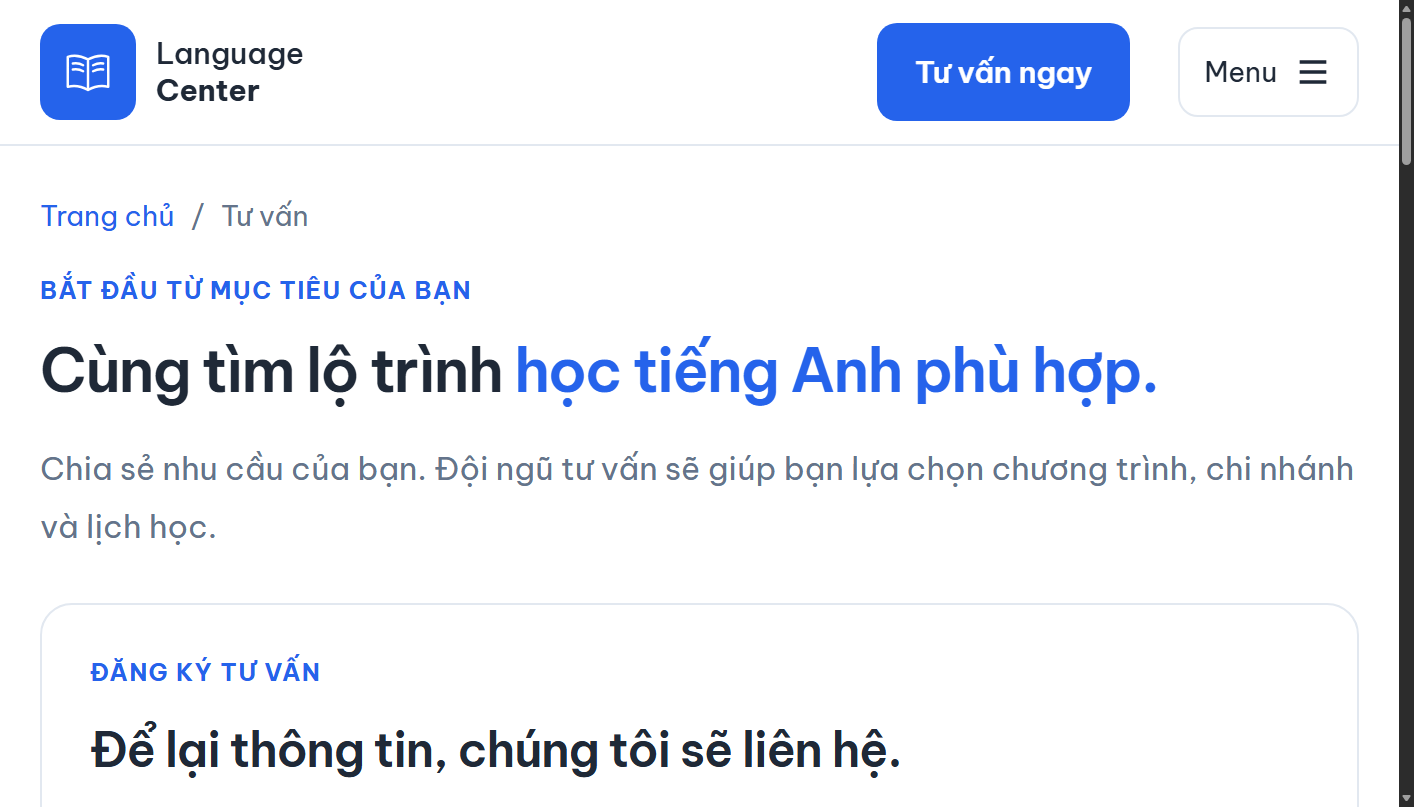 Language
Center
Tư vấn ngay
Menu
Trang chủ / Tư vấn
BẮT ĐẦU TỪ MỤC TIÊU CỦA BẠN
Cùng tìm lộ trình học tiếng Anh phù hợp.
Chia sẻ nhu cầu của bạn. Đội ngũ tư vấn sẽ giúp bạn lựa chọn chương trình, chi nhánh
và lịch học.
ĐĂNG KÝ TƯ VẤN
Để lại thông tin, chúng tôi sẽ liên hệ.